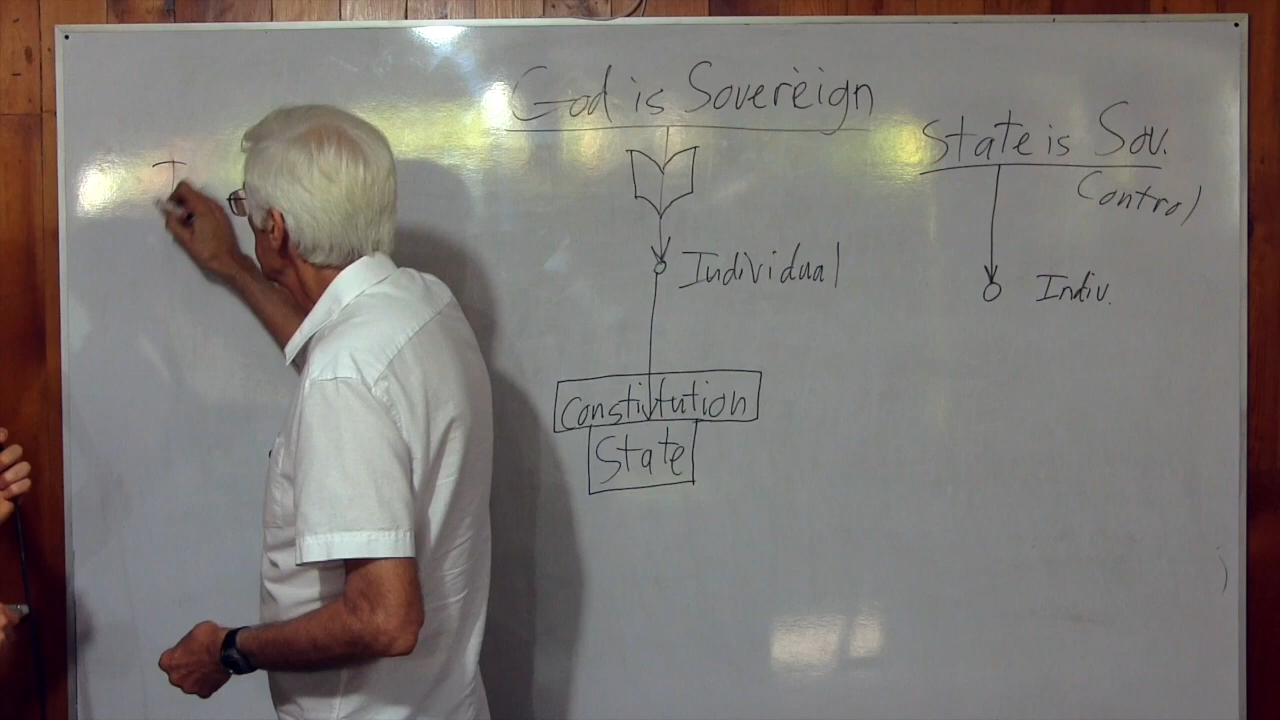 I
God is Sovereign
Individual
Constitution
State
State is Sov.
Control
Indiv.